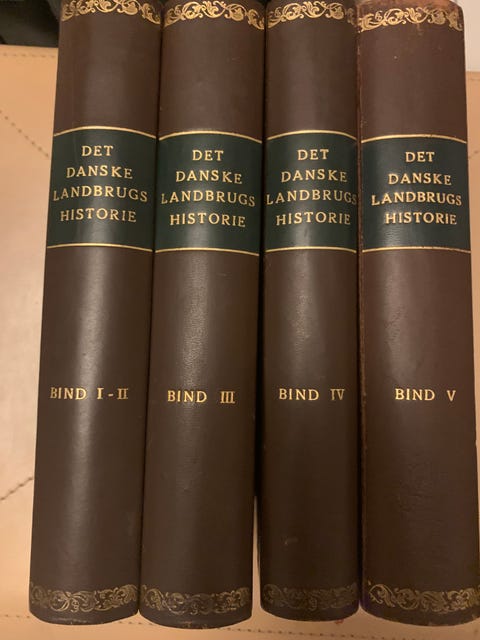 DET
DANSKE
LANDBRUGS
HISTORIE
BIND I - II
DET
DANSKE
LANDBRUGS
HISTORIE
BIND III
DET
DANSKE
LANDBRUGS
HISTORIE
BIND IV
DET
DANSKE
LANDBRUGS
HISTORIE
BIND V